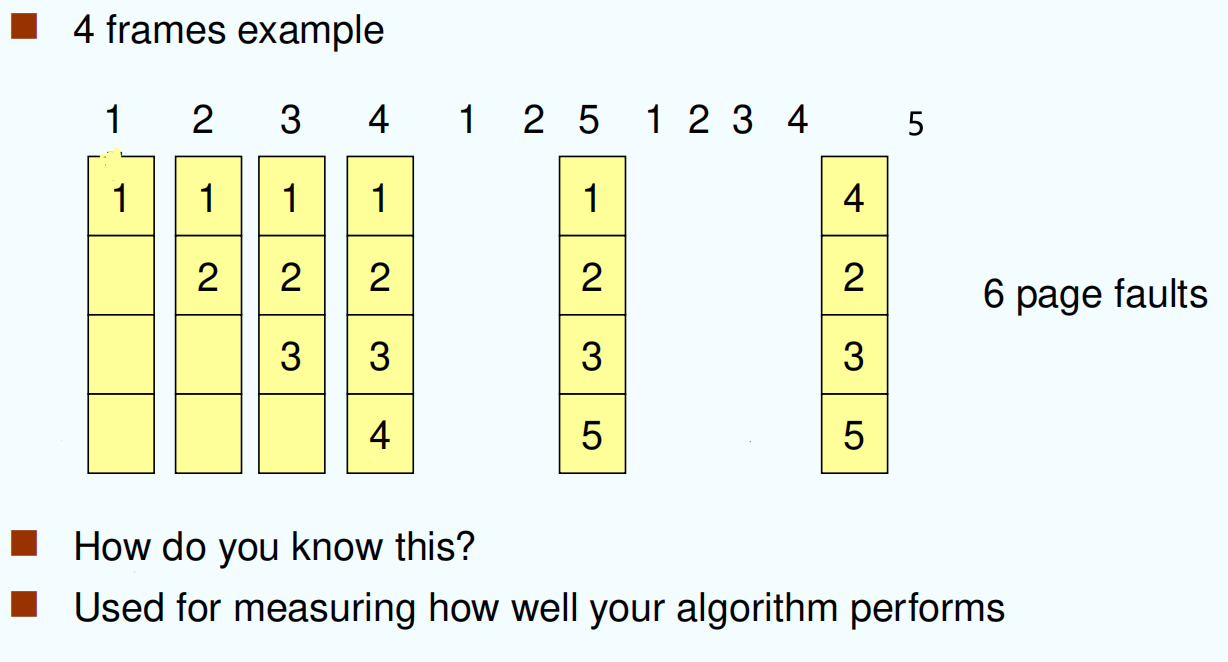 4 frames example
1 2 3 4 1 2 5 1 2 3 4 5
1 1 1 1 1 4
2 2 2 2 2
3 3 3 3
4 5 5
6 page faults
How do you know this?
Used for measuring how well your algorithm performs